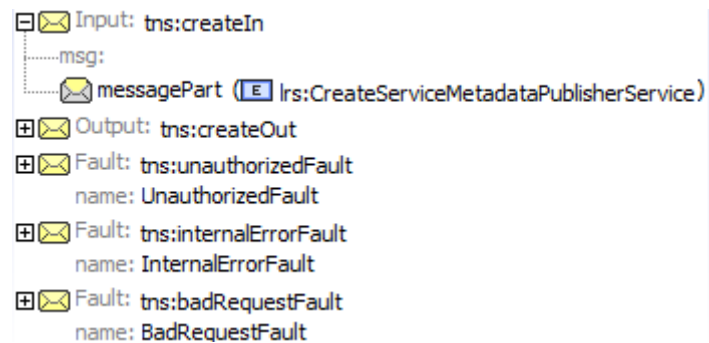 Input: tns:createIn
msg:
messagePart (E lrs:CreateServiceMetadataPublisherService)
Output: tns:createOut
Fault: tns:unauthorizedFault
name: UnauthorizedFault
Fault: tns:internalErrorFault
name: InternalErrorFault
Fault: tns:badRequestFault
name: BadRequestFault